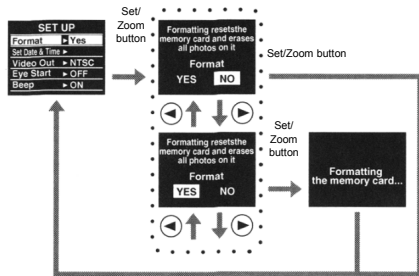 SET UP
Format ▶ Yes
Set Date & Time ▶
Video Out ▶ NTSC
Eye Start ▶ OFF
Beep ▶ ON
Set/
Zoom
button
Formatting resetsthe
memory card and erases
all photos on it
Format
YES NO
Set/Zoom button
Formatting resetsthe
memory card and erases
all photos on it
Format
YES NO
Set/
Zoom
button
Formatting
the memory card...